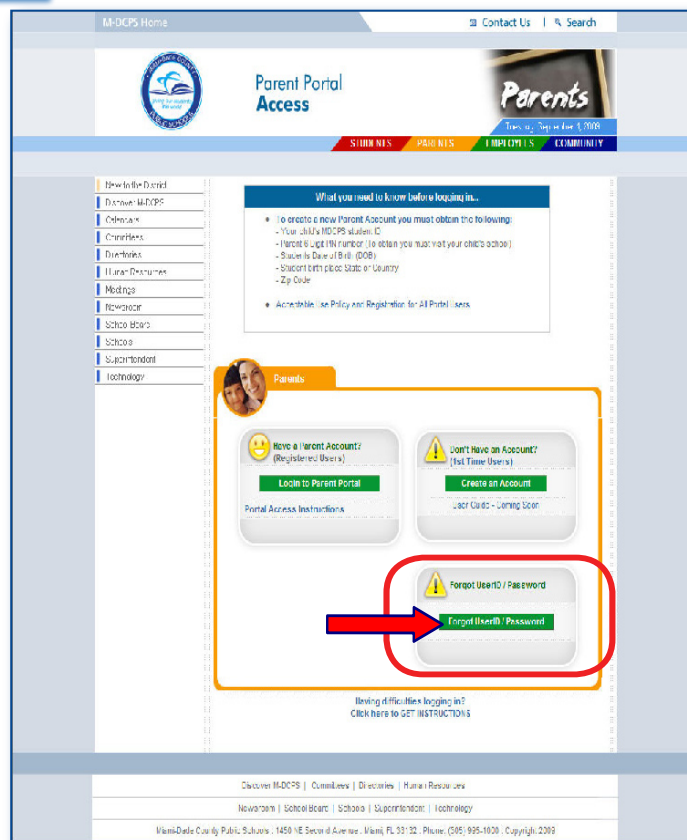 M-DCPS Home
Contact Us | Search
Parent Portal
Access
Parents
Tuesday, September 1, 2009
STUDENTS PARENTS EMPLOYEES COMMUNITY
New to the District
Discover M-DCPS
Calendars
Committees
Directories
Human Resources
Meetings
Newsroom
School Board
Schools
Superintendent
Technology
What you need to know before logging in...
To create a new Parent Account you must obtain the following:
- Your child's MDCPS student ID
- Parent 6 Digit PIN number (To obtain you must visit your child's school)
- Students Date of Birth (DOB)
- Student birth place State or Country
- Zip Code
Acceptable Use Policy and Registration for All Portal Users
Parents
Have a Parent Account?
(Registered Users)
Login to Parent Portal
Portal Access Instructions
Don't Have an Account?
(1st Time Users)
Create an Account
User Guide - Coming Soon
Forgot UserID / Password
Forgot UserID / Password
Having difficulties logging in?
Click here to GET INSTRUCTIONS
Discover M-DCPS | Committees | Directories | Human Resources
Newsroom | School Board | Schools | Superintendent | Technology
Miami-Dade County Public Schools . 1450 NE Second Avenue . Miami, FL 33132 . Phone: (305) 995-1000 . Copyright 2009